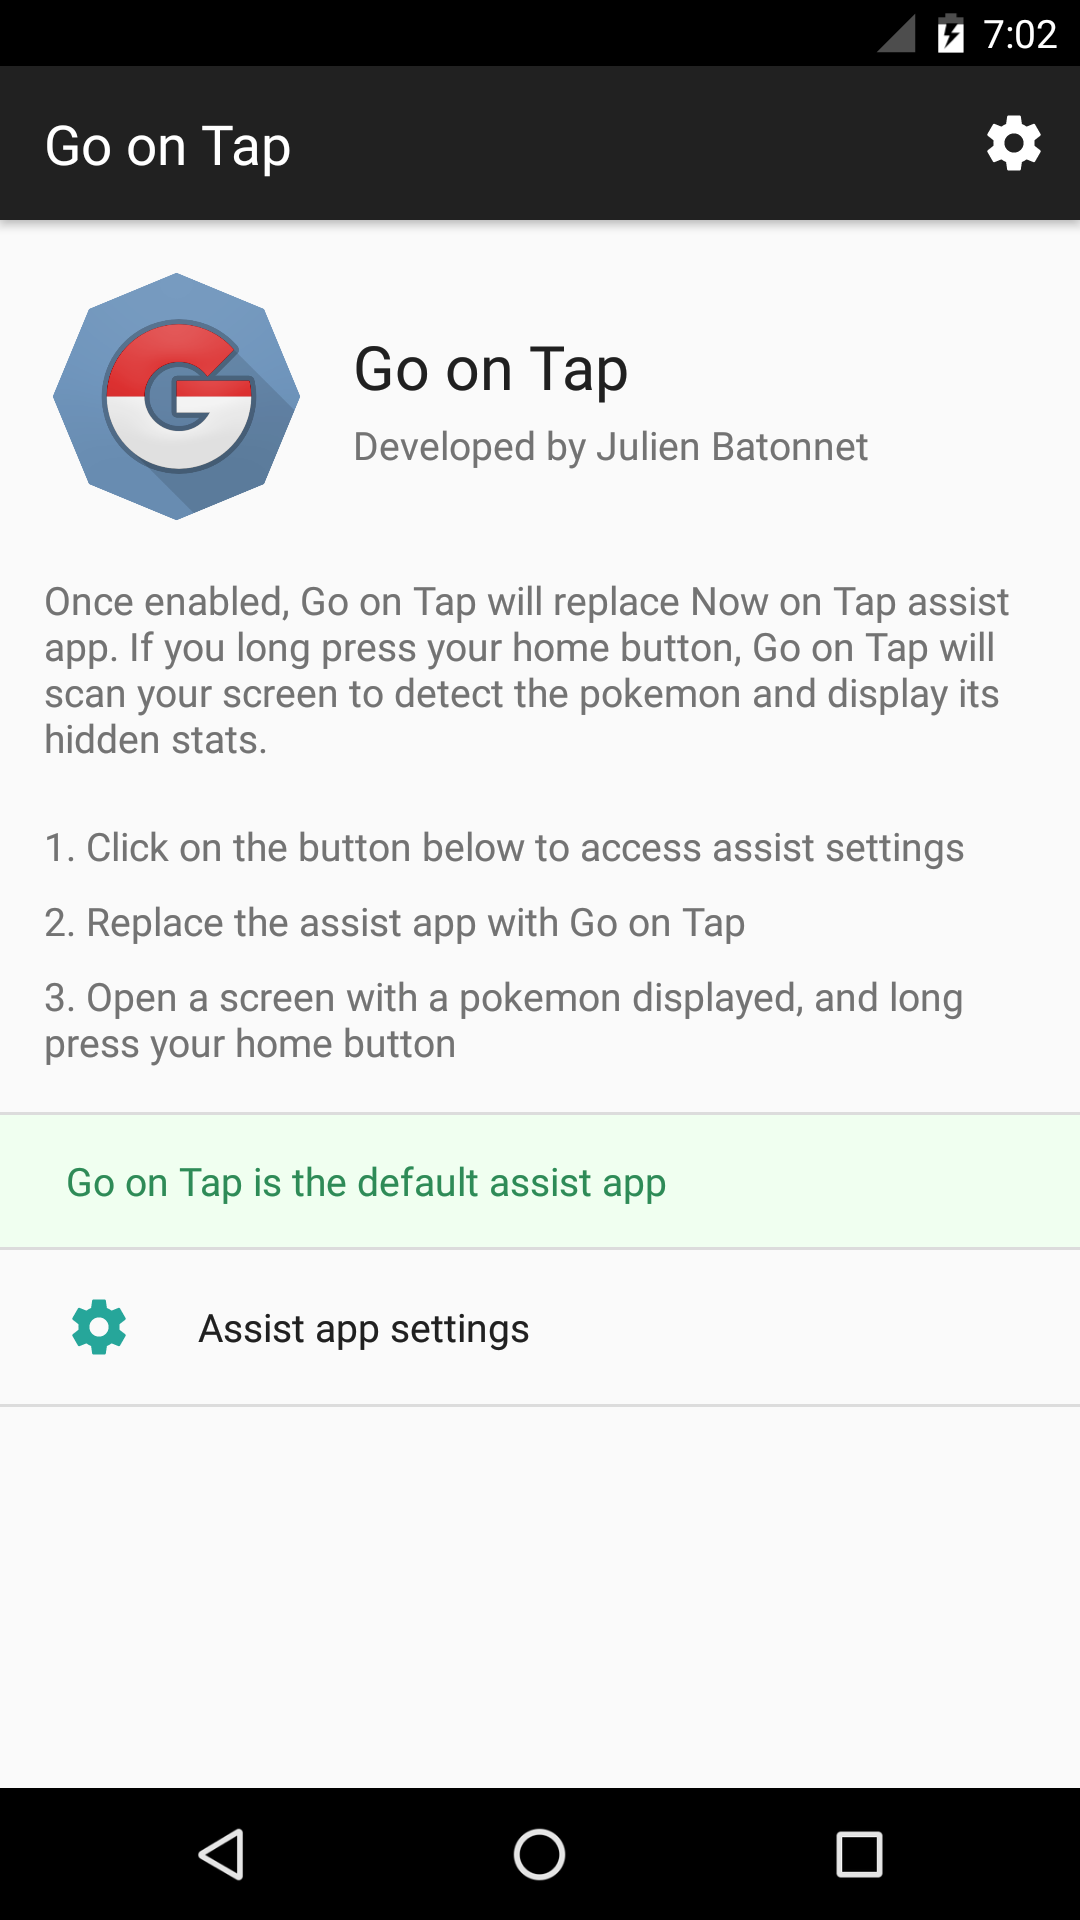 7:02
Go on Tap
Go on Tap
Developed by Julien Batonnet
Once enabled, Go on Tap will replace Now on Tap assist
app. If you long press your home button, Go on Tap will
scan your screen to detect the pokemon and display its
hidden stats.
1. Click on the button below to access assist settings
2. Replace the assist app with Go on Tap
3. Open a screen with a pokemon displayed, and long
press your home button
Go on Tap is the default assist app
Assist app settings